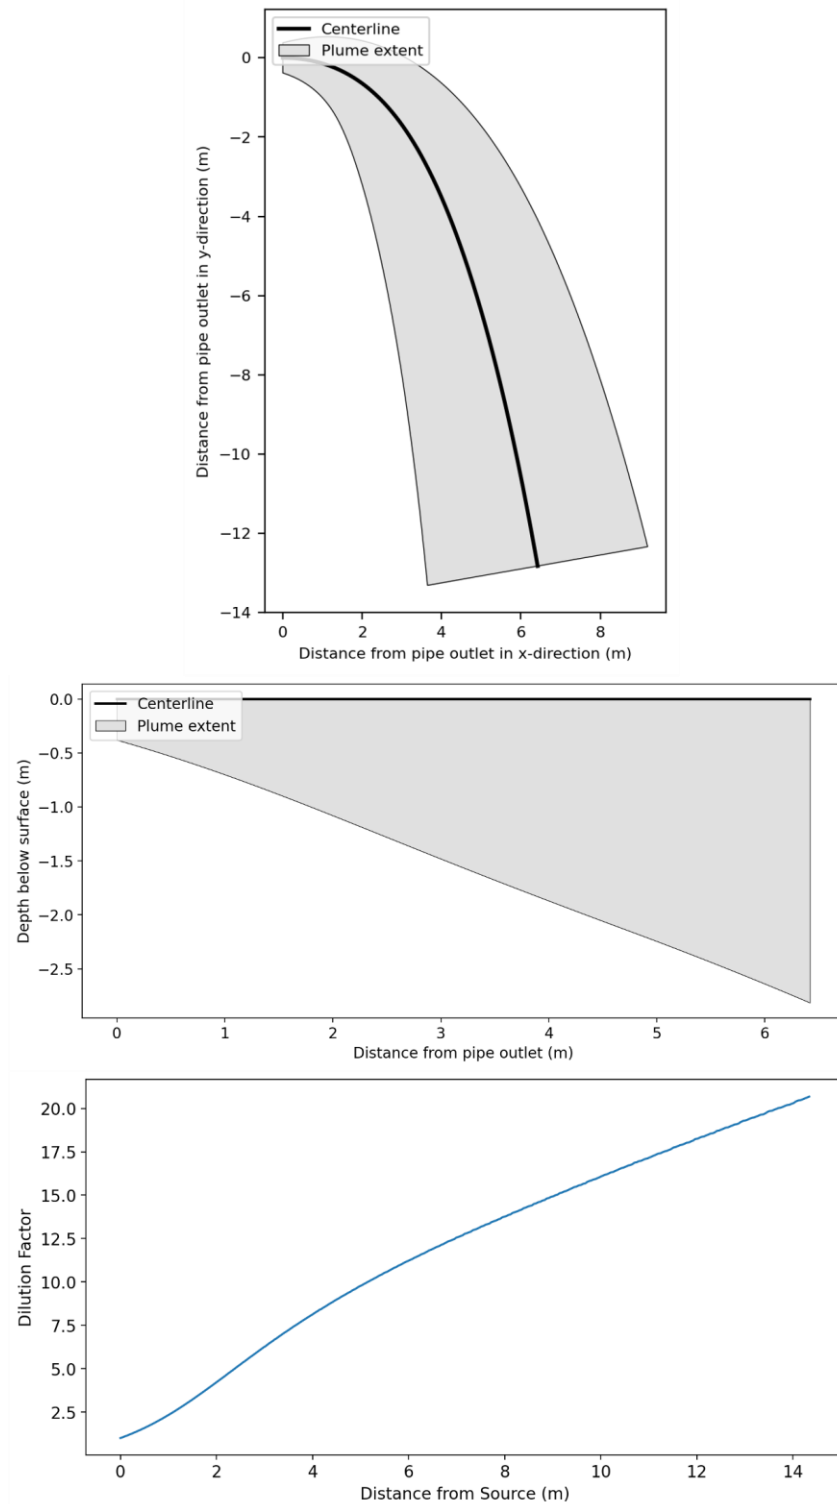 Centerline
Plume extent
Distance from pipe outlet in y-direction (m)
0
−2
−4
−6
−8
−10
−12
−14
0 2 4 6 8
Distance from pipe outlet in x-direction (m)
Centerline
Plume extent
Depth below surface (m)
0.0
−0.5
−1.0
−1.5
−2.0
−2.5
0 1 2 3 4 5 6
Distance from pipe outlet (m)
Dilution Factor
20.0
17.5
15.0
12.5
10.0
7.5
5.0
2.5
0 2 4 6 8 10 12 14
Distance from Source (m)